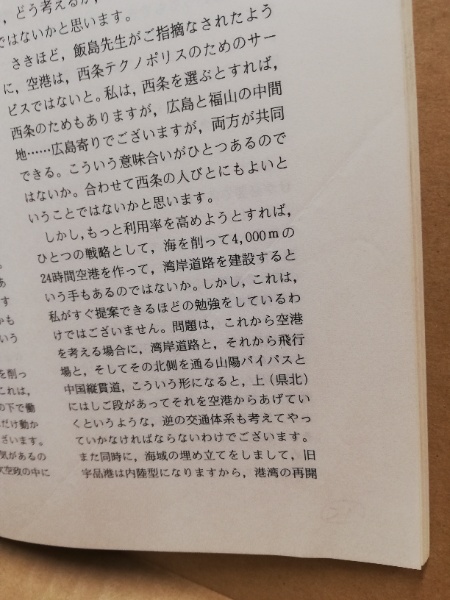 ，どう考えるか，
ではないかと思います。
さきほど，飯島先生がご指摘なされたよう
に，空港は，西条テクノポリスのためのサー
ビスではないと。私は，西条を選ぶとすれば，
西条のためもありますが，広島と福山の中間
地……広島寄りでございますが，両方が共同
できる。こういう意味合いがひとつあるので
はないか。合わせて西条の人びとにもよいと
いうことではないかと思います。
しかし，もっと利用率を高めようとすれば，
ひとつの戦略として，海を削って4,000mの
24時間空港を作って，湾岸道路を建設すると
いう手もあるのではないか。しかし，これは，
私がすぐ提案できるほどの勉強をしているわ
けではございません。問題は，これから空港
を考える場合に，湾岸道路と，それから飛行
場と，そしてその北側を通る山陽バイパスと
中国縦貫道，こういう形になると，上（県北）
にはしご段があってそれを空港からあげてい
くというような，逆の交通体系も考えてやっ
ていかなければならないわけでございます。
また同時に，海域の埋め立てをしまして，旧
宇品港は内陸型になりますから，港湾の再開